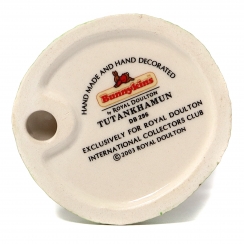 HAND MADE AND HAND DECORATED
Bunnykins
by ROYAL DOULTON
TUTANKHAMUN
DB 296
EXCLUSIVELY FOR ROYAL DOULTON
INTERNATIONAL COLLECTORS CLUB
© 2003 ROYAL DOULTON